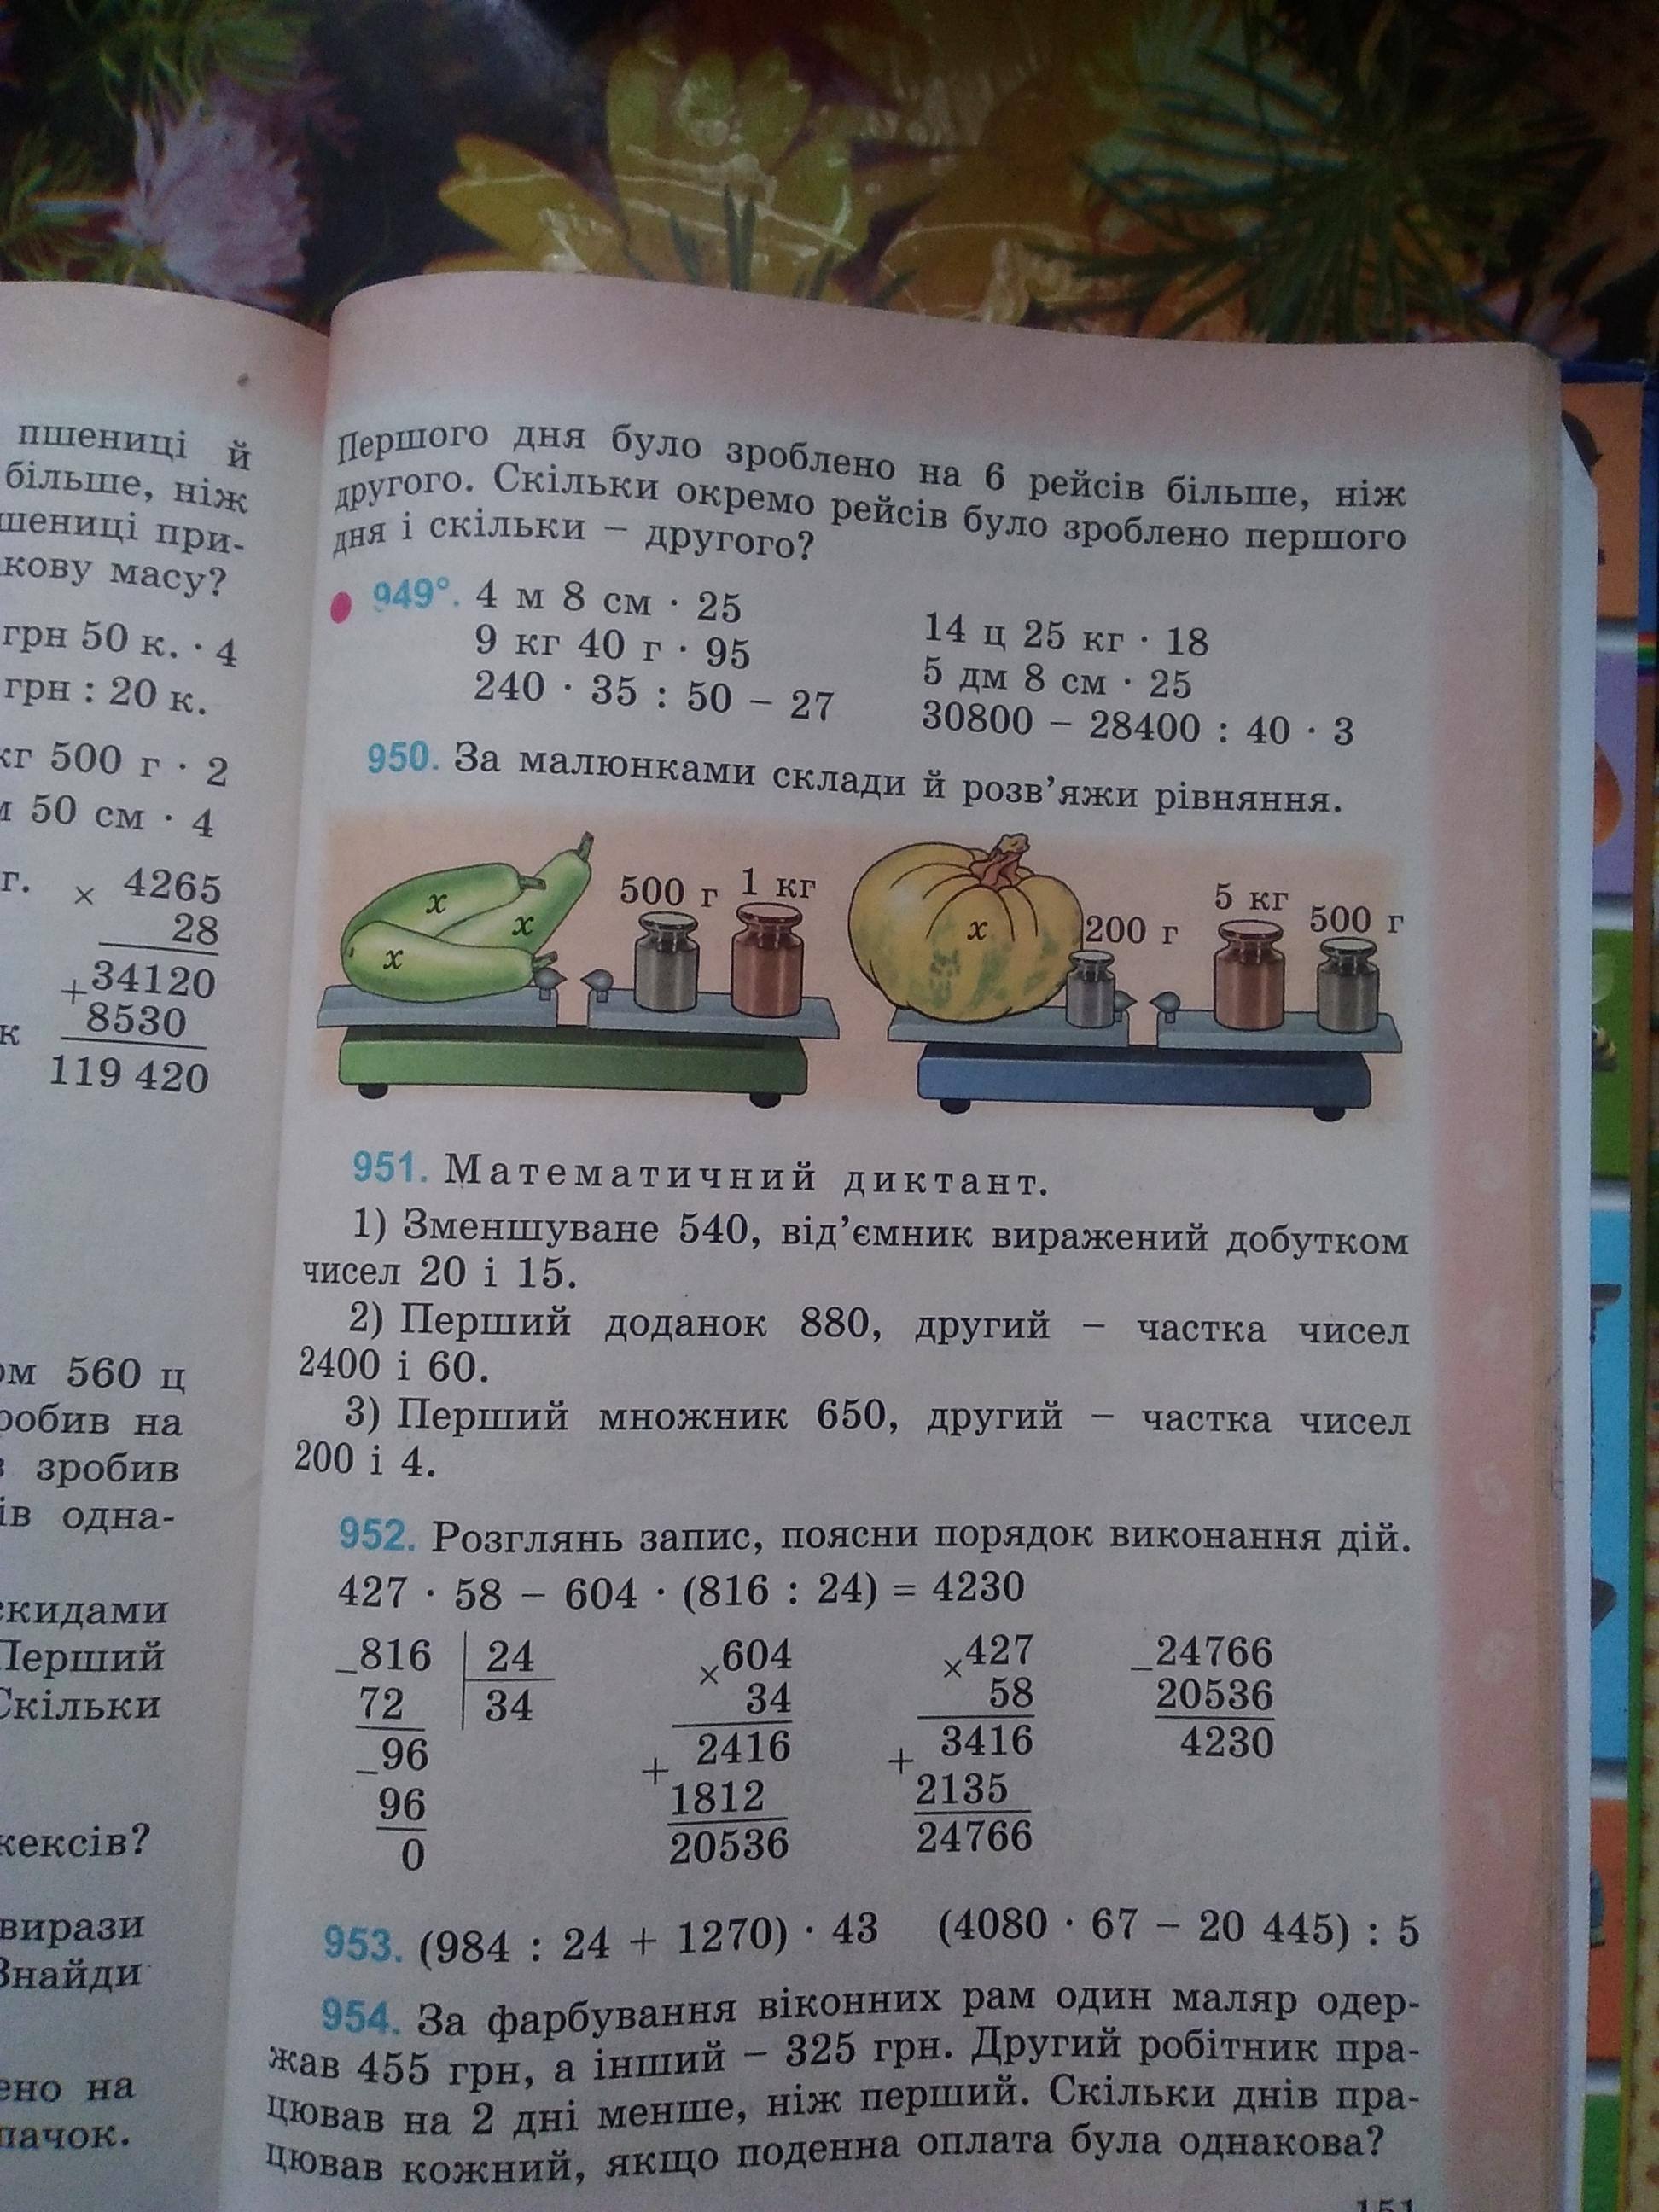 пшениці й
більше, ніж
шениці при-
кову масу?
грн 50 к. · 4
грн : 20 к.
кг 500 г · 2
м 50 см · 4
г. × 4265
28
+34120
8530
119 420
к
ом 560 ц
робив на
зробив
ів одна-
скидами
Перший
Скільки
кексів?
вирази
Знайди
ено на
пачок.
Першого дня було зроблено на 6 рейсів більше, ніж
другого. Скільки окремо рейсів було зроблено першого
дня і скільки – другого?
949°. 4 м 8 см · 25
9 кг 40 г · 95
240 · 35 : 50 – 27
14 ц 25 кг · 18
5 дм 8 см · 25
30800 – 28400 : 40 · 3
950. За малюнками склади й розв’яжи рівняння.
x x x 500 г 1 кг
x 200 г 5 кг 500 г
951. Математичний диктант.
1) Зменшуване 540, від’ємник виражений добутком
чисел 20 і 15.
2) Перший доданок 880, другий – частка чисел
2400 і 60.
3) Перший множник 650, другий – частка чисел
200 і 4.
952. Розглянь запис, поясни порядок виконання дій.
427 · 58 – 604 · (816 : 24) = 4230
_816 | 24 ×604 ×427 _24766
72 | 34 34 58 20536
_96 2416 3416 4230
96 + 1812 + 2135
0 20536 24766
953. (984 : 24 + 1270) · 43 (4080 · 67 – 20 445) : 5
954. За фарбування віконних рам один маляр одер-
жав 455 грн, а інший – 325 грн. Другий робітник пра-
цював на 2 дні менше, ніж перший. Скільки днів пра-
цював кожний, якщо поденна оплата була однакова?
151